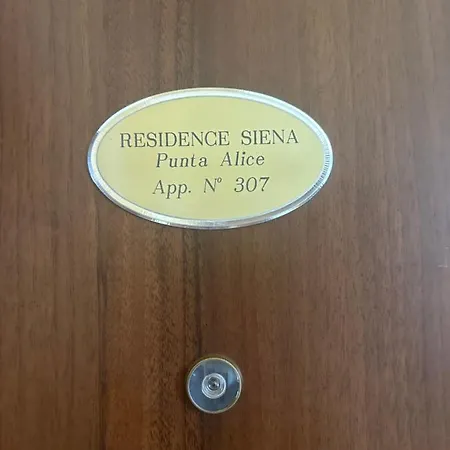 RESIDENCE SIENA
Punta Alice
App. N° 307